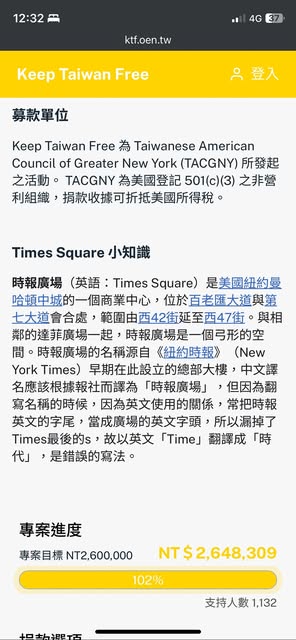 12:32
4G 37
ktf.oen.tw
Keep Taiwan Free
登入
募款單位
Keep Taiwan Free 為 Taiwanese American
Council of Greater New York (TACGNY) 所發起
之活動。 TACGNY 為美國登記 501(c)(3) 之非營
利組織，捐款收據可折抵美國所得稅。
Times Square 小知識
時報廣場（英語：Times Square）是美國紐約曼
哈頓中城的一個商業中心，位於百老匯大道與第
七大道會合處，範圍由西42街延至西47街。與相
鄰的達菲廣場一起，時報廣場是一個弓形的空
間。時報廣場的名稱源自《紐約時報》（New
York Times）早期在此設立的總部大樓，中文譯
名應該根據報社而譯為「時報廣場」，但因為翻
寫名稱的時候，因為英文使用的關係，常把時報
英文的字尾，當成廣場的英文字頭，所以漏掉了
Times最後的s，故以英文「Time」翻譯成「時
代」，是錯誤的寫法。
專案進度
專案目標 NT2,600,000
NT＄2,648,309
102%
支持人數 1,132
捐款選項